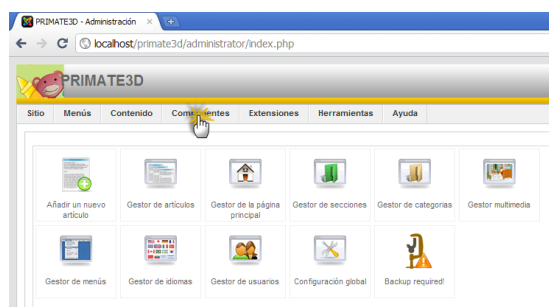 PRIMATE3D - Administración
localhost/primate3d/administrator/index.php
PRIMATE3D
Sitio Menús Contenido Componentes Extensiones Herramientas Ayuda
Añadir un nuevo artículo
Gestor de artículos
Gestor de la página principal
Gestor de secciones
Gestor de categorias
Gestor multimedia
Gestor de menús
Gestor de idiomas
Gestor de usuarios
Configuración global
Backup required!